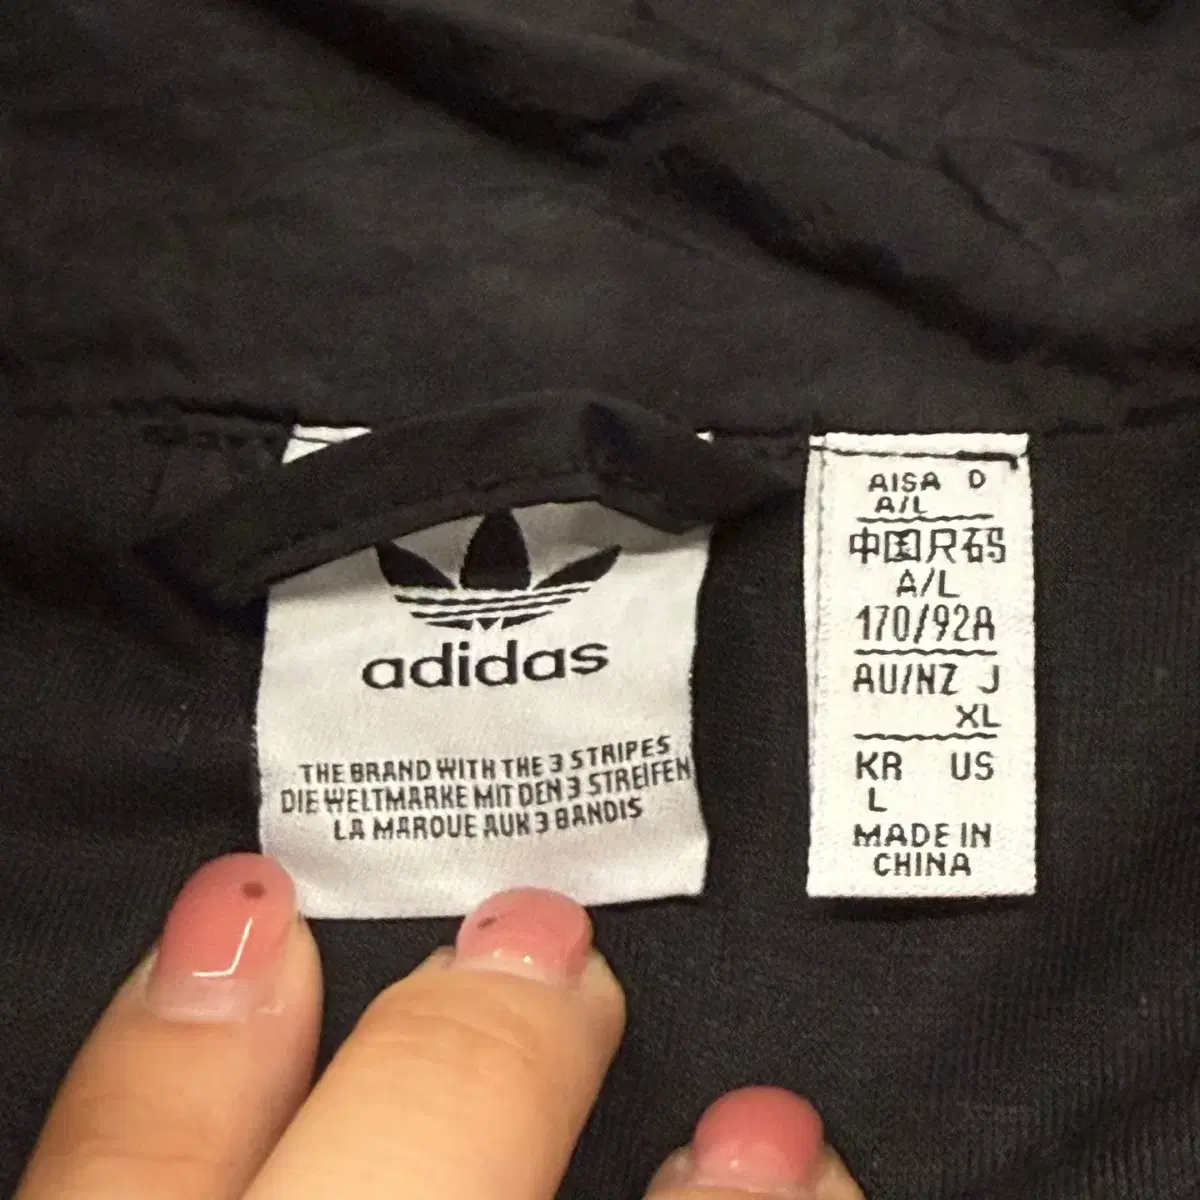 adidas
THE BRAND WITH THE 3 STRIPES
DIE WELTMARKE MIT DEN 3 STREIFEN
LA MARQUE AUX 3 BANDIS
AISA D
A/L
中国尺码
A/L
170/92A
AU/NZ J
XL
KR US
L
MADE IN
CHINA